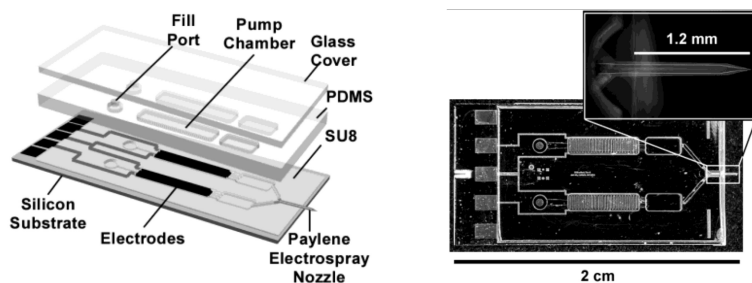 Fill
Port
Pump
Chamber
Glass
Cover
PDMS
SU8
Silicon
Substrate
Electrodes
Paylene
Electrospray
Nozzle
1.2 mm
2 cm